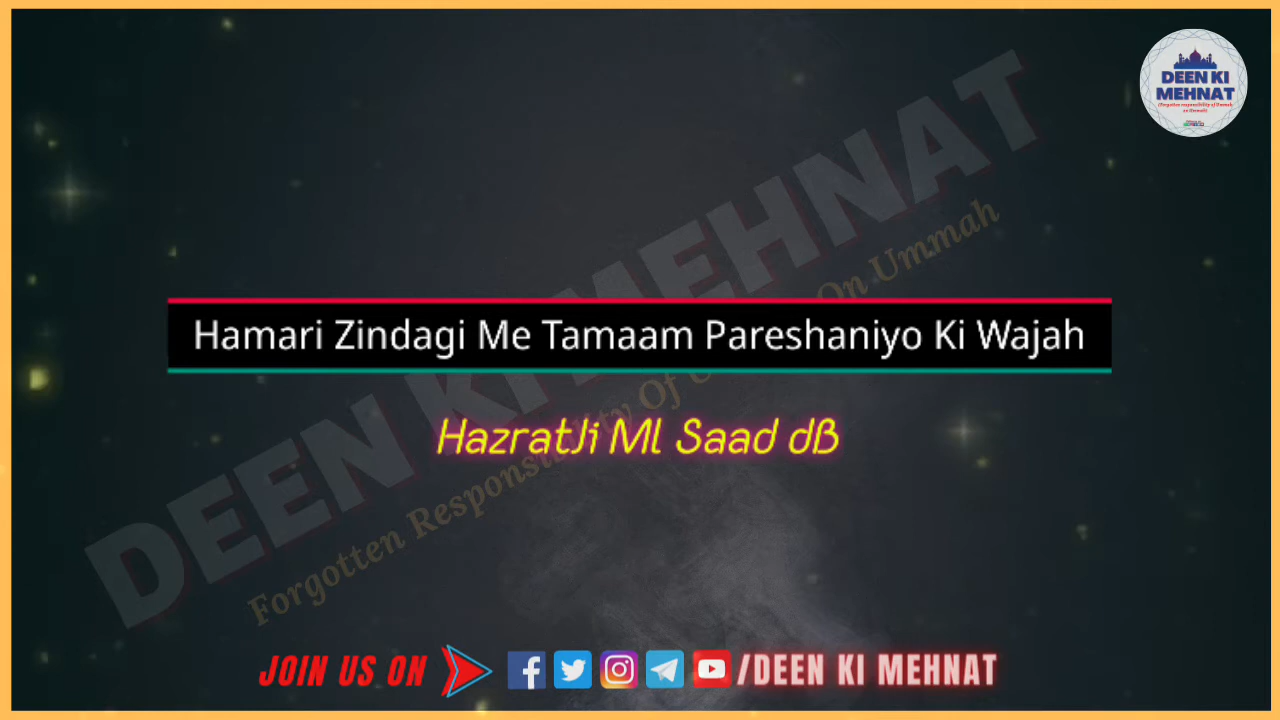 DEEN KI
MEHNAT
Hamari Zindagi Me Tamaam Pareshaniyo Ki Wajah
HazratJi Ml Saad dB
DEEN KI MEHNAT
Forgotten Responsibility Of On Ummah
JOIN US ON /DEEN KI MEHNAT